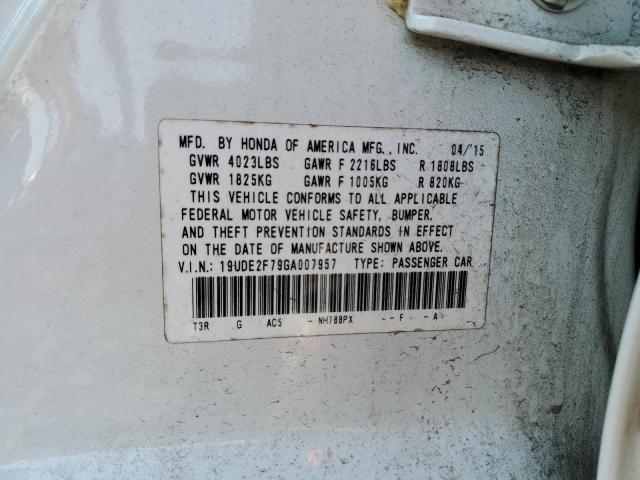 MFD. BY HONDA OF AMERICA MFG., INC. 04/'15
GVWR 4023LBS GAWR F 2216LBS R 1808LBS
GVWR 1825KG GAWR F 1005KG R 820KG
THIS VEHICLE CONFORMS TO ALL APPLICABLE
FEDERAL MOTOR VEHICLE SAFETY, BUMPER,
AND THEFT PREVENTION STANDARDS IN EFFECT
ON THE DATE OF MANUFACTURE SHOWN ABOVE.
V.I.N.: 19UDE2F79GA007957 TYPE: PASSENGER CAR
T3R G AC5 - NH788PX --F -A-